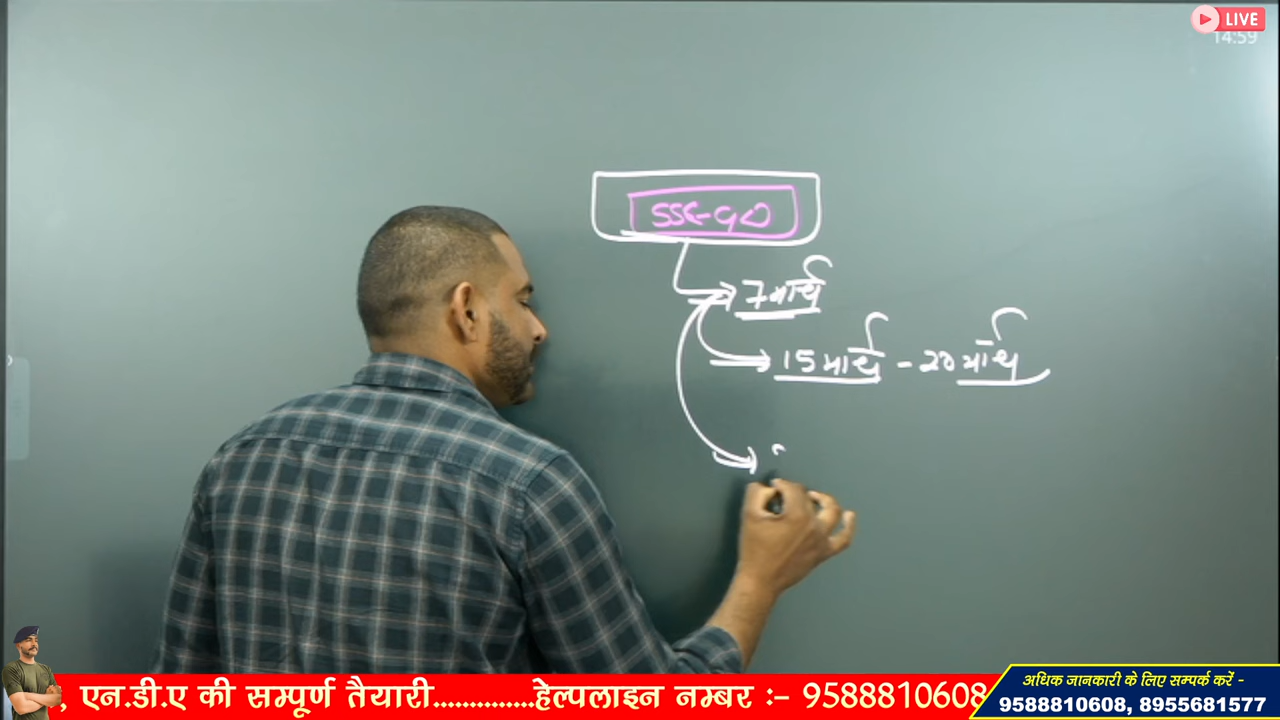 LIVE
14:59
SSC-GD
7 मार्च
15 मार्च - 20 मार्च
, एन.डी.ए की सम्पूर्ण तैयारी...............हेल्पलाइन नम्बर :- 9588810608
अधिक जानकारी के लिए सम्पर्क करें -
9588810608, 8955681577